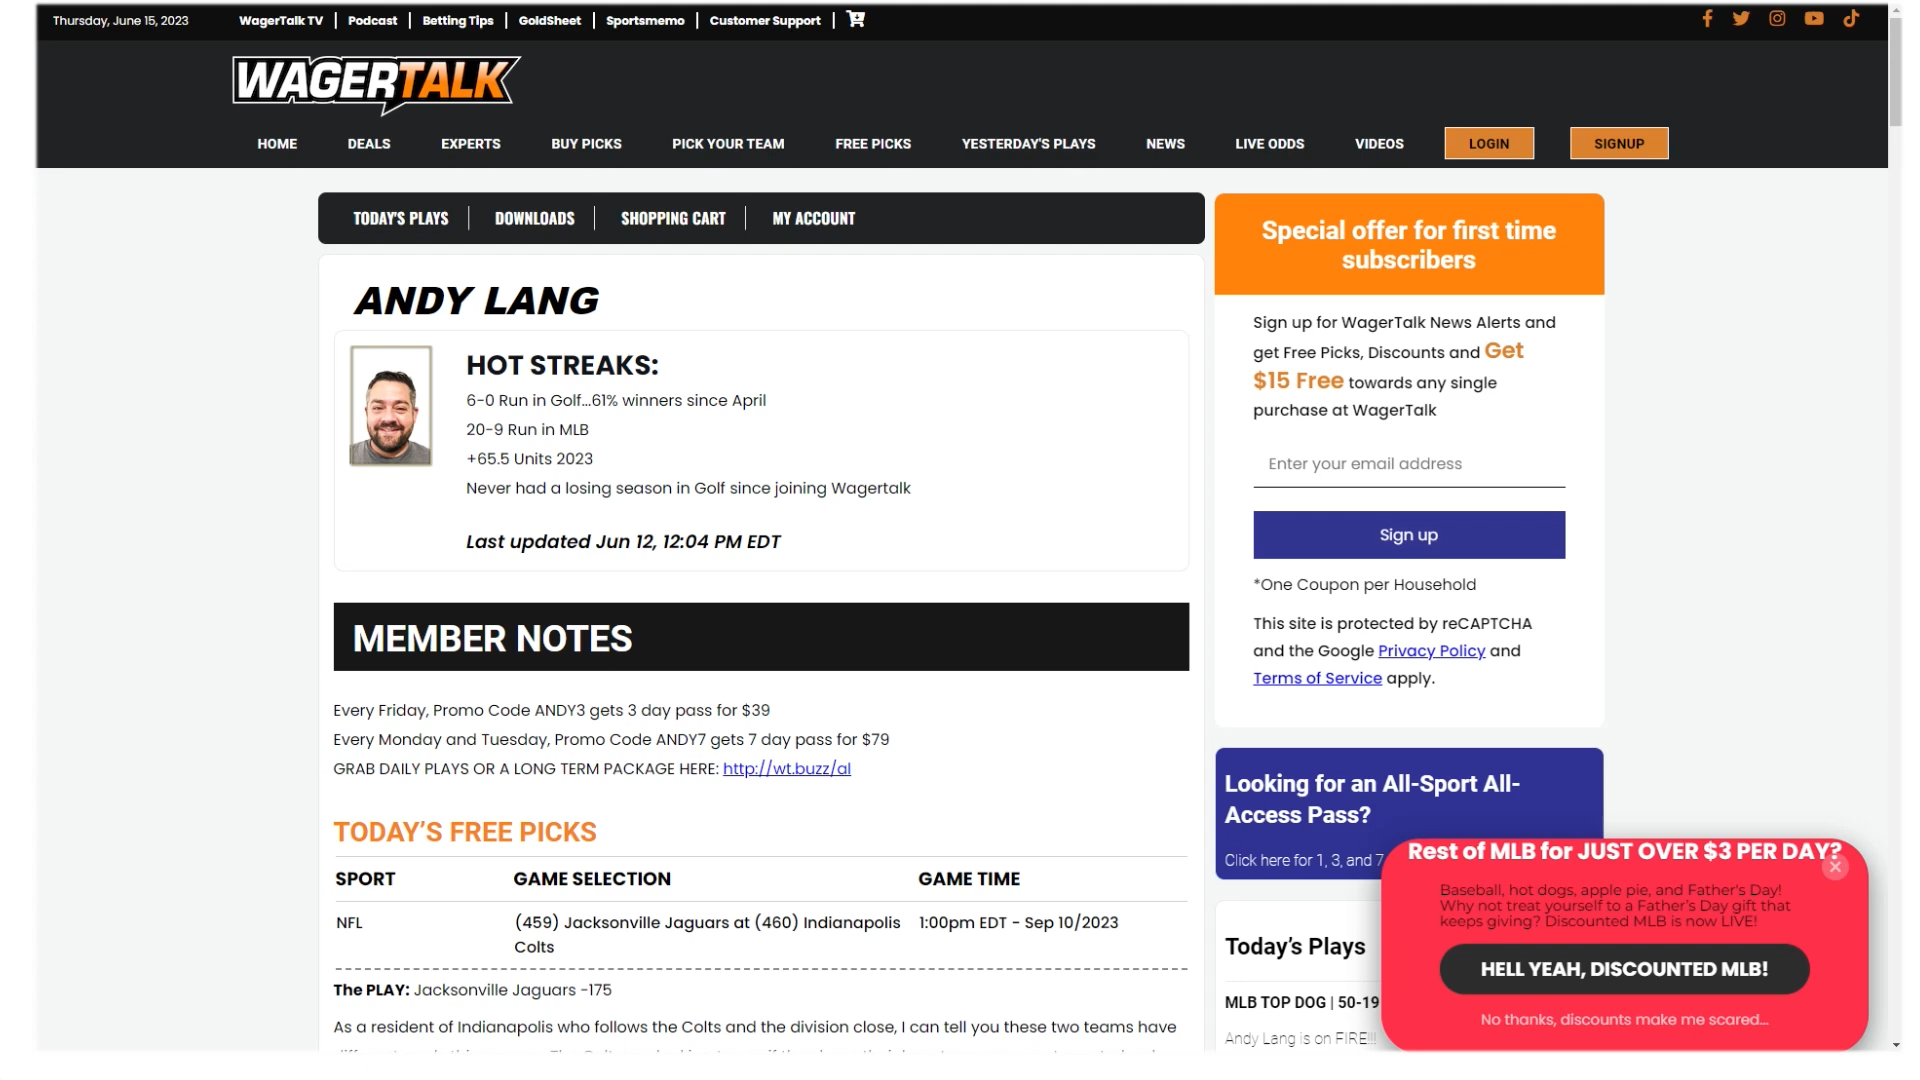 Thursday, June 15, 2023
WagerTalk TV
Podcast
Betting Tips
GoldSheet
Sportsmemo
Customer Support
WAGERTALK
HOME
DEALS
EXPERTS
BUY PICKS
PICK YOUR TEAM
FREE PICKS
YESTERDAY'S PLAYS
NEWS
LIVE ODDS
VIDEOS
LOGIN
SIGNUP
TODAY'S PLAYS
DOWNLOADS
SHOPPING CART
MY ACCOUNT
ANDY LANG
HOT STREAKS:
6-0 Run in Golf...61% winners since April
20-9 Run in MLB
+65.5 Units 2023
Never had a losing season in Golf since joining Wagertalk
Last updated Jun 12, 12:04 PM EDT
MEMBER NOTES
Every Friday, Promo Code ANDY3 gets 3 day pass for $39
Every Monday and Tuesday, Promo Code ANDY7 gets 7 day pass for $79
GRAB DAILY PLAYS OR A LONG TERM PACKAGE HERE: http://wt.buzz/al
TODAY'S FREE PICKS
SPORT
GAME SELECTION
GAME TIME
NFL
(459) Jacksonville Jaguars at (460) Indianapolis
Colts
1:00pm EDT - Sep 10/2023
The PLAY: Jacksonville Jaguars -175
As a resident of Indianapolis who follows the Colts and the division close, I can tell you these two teams have
Special offer for first time
subscribers
Sign up for WagerTalk News Alerts and
get Free Picks, Discounts and Get
$15 Free towards any single
purchase at WagerTalk
Enter your email address
Sign up
*One Coupon per Household
This site is protected by reCAPTCHA
and the Google Privacy Policy and
Terms of Service apply.
Looking for an All-Sport All-
Access Pass?
Click here for 1, 3, and 7
Today's Plays
MLB TOP DOG | 50-19
Andy Lang is on FIRE!!!
Rest of MLB for JUST OVER $3 PER DAY?
Baseball, hot dogs, apple pie, and Father's Day!
Why not treat yourself to a Father's Day gift that
keeps giving? Discounted MLB is now LIVE!
HELL YEAH, DISCOUNTED MLB!
No thanks, discounts make me scared...